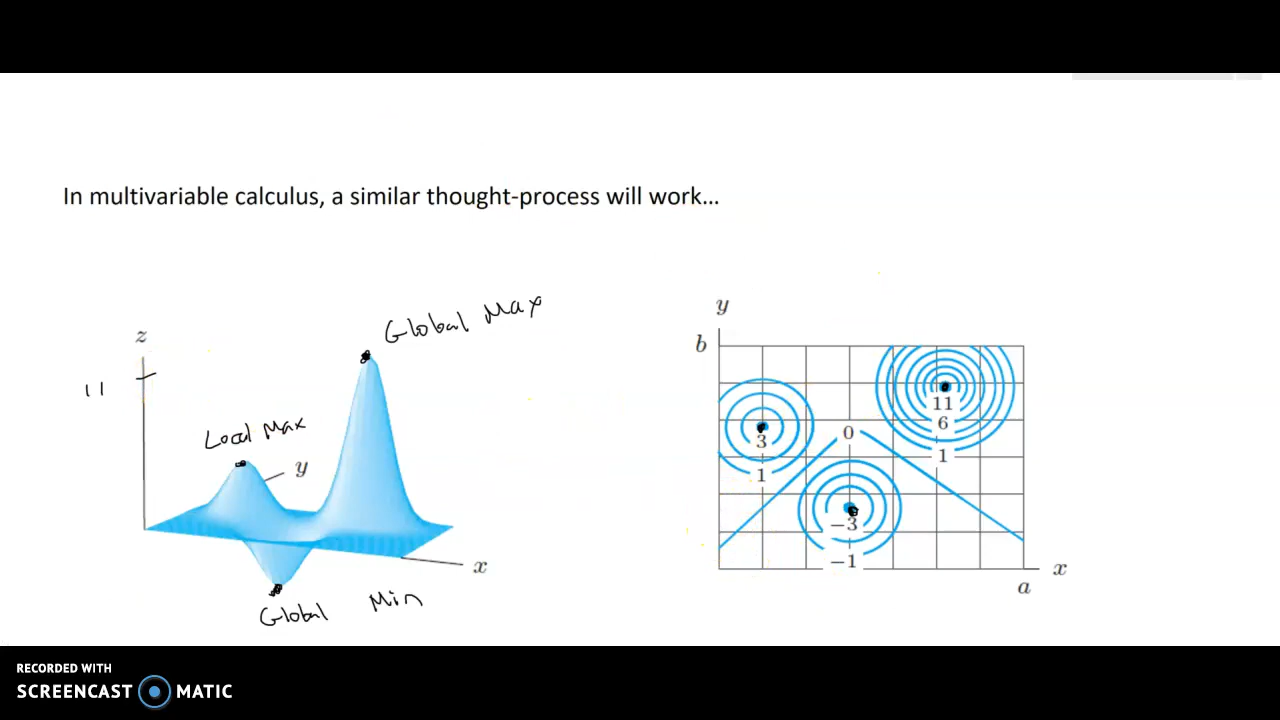 In multivariable calculus, a similar thought-process will work...
Global Max
z
11
Local Max
y
x
Global Min
y
b
11
6
3
0
1
1
−3
−1
x
a
RECORDED WITH
SCREENCAST MATIC